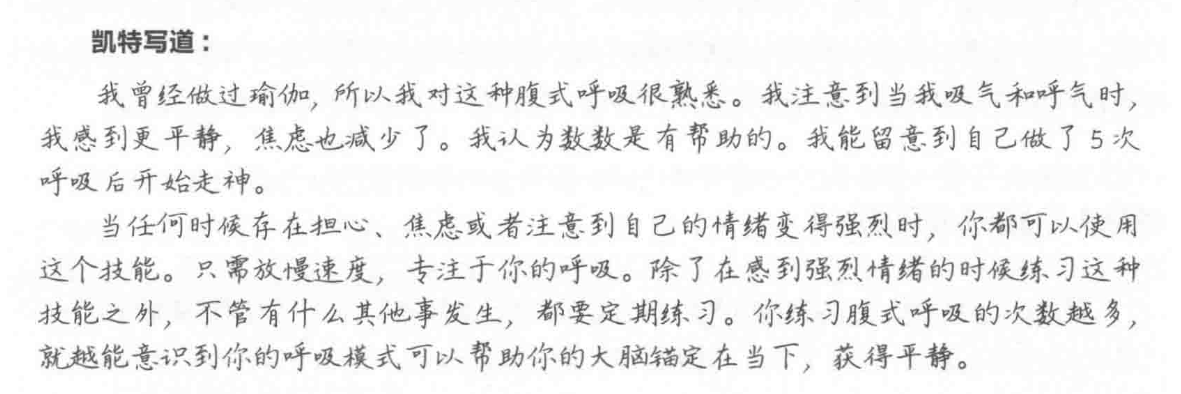 凯特写道：
我曾经做过瑜伽，所以我对这种腹式呼吸很熟悉。我注意到当我吸气和呼气时，
我感到更平静，焦虑也减少了。我认为数数是有帮助的。我能留意到自己做了 5 次
呼吸后开始走神。
当任何时候存在担心、焦虑或者注意到自己的情绪变得强烈时，你都可以使用
这个技能。只需放慢速度，专注于你的呼吸。除了在感到强烈情绪的时候练习这种
技能之外，不管有什么其他事发生，都要定期练习。你练习腹式呼吸的次数越多，
就越能意识到你的呼吸模式可以帮助你的大脑锚定在当下，获得平静。